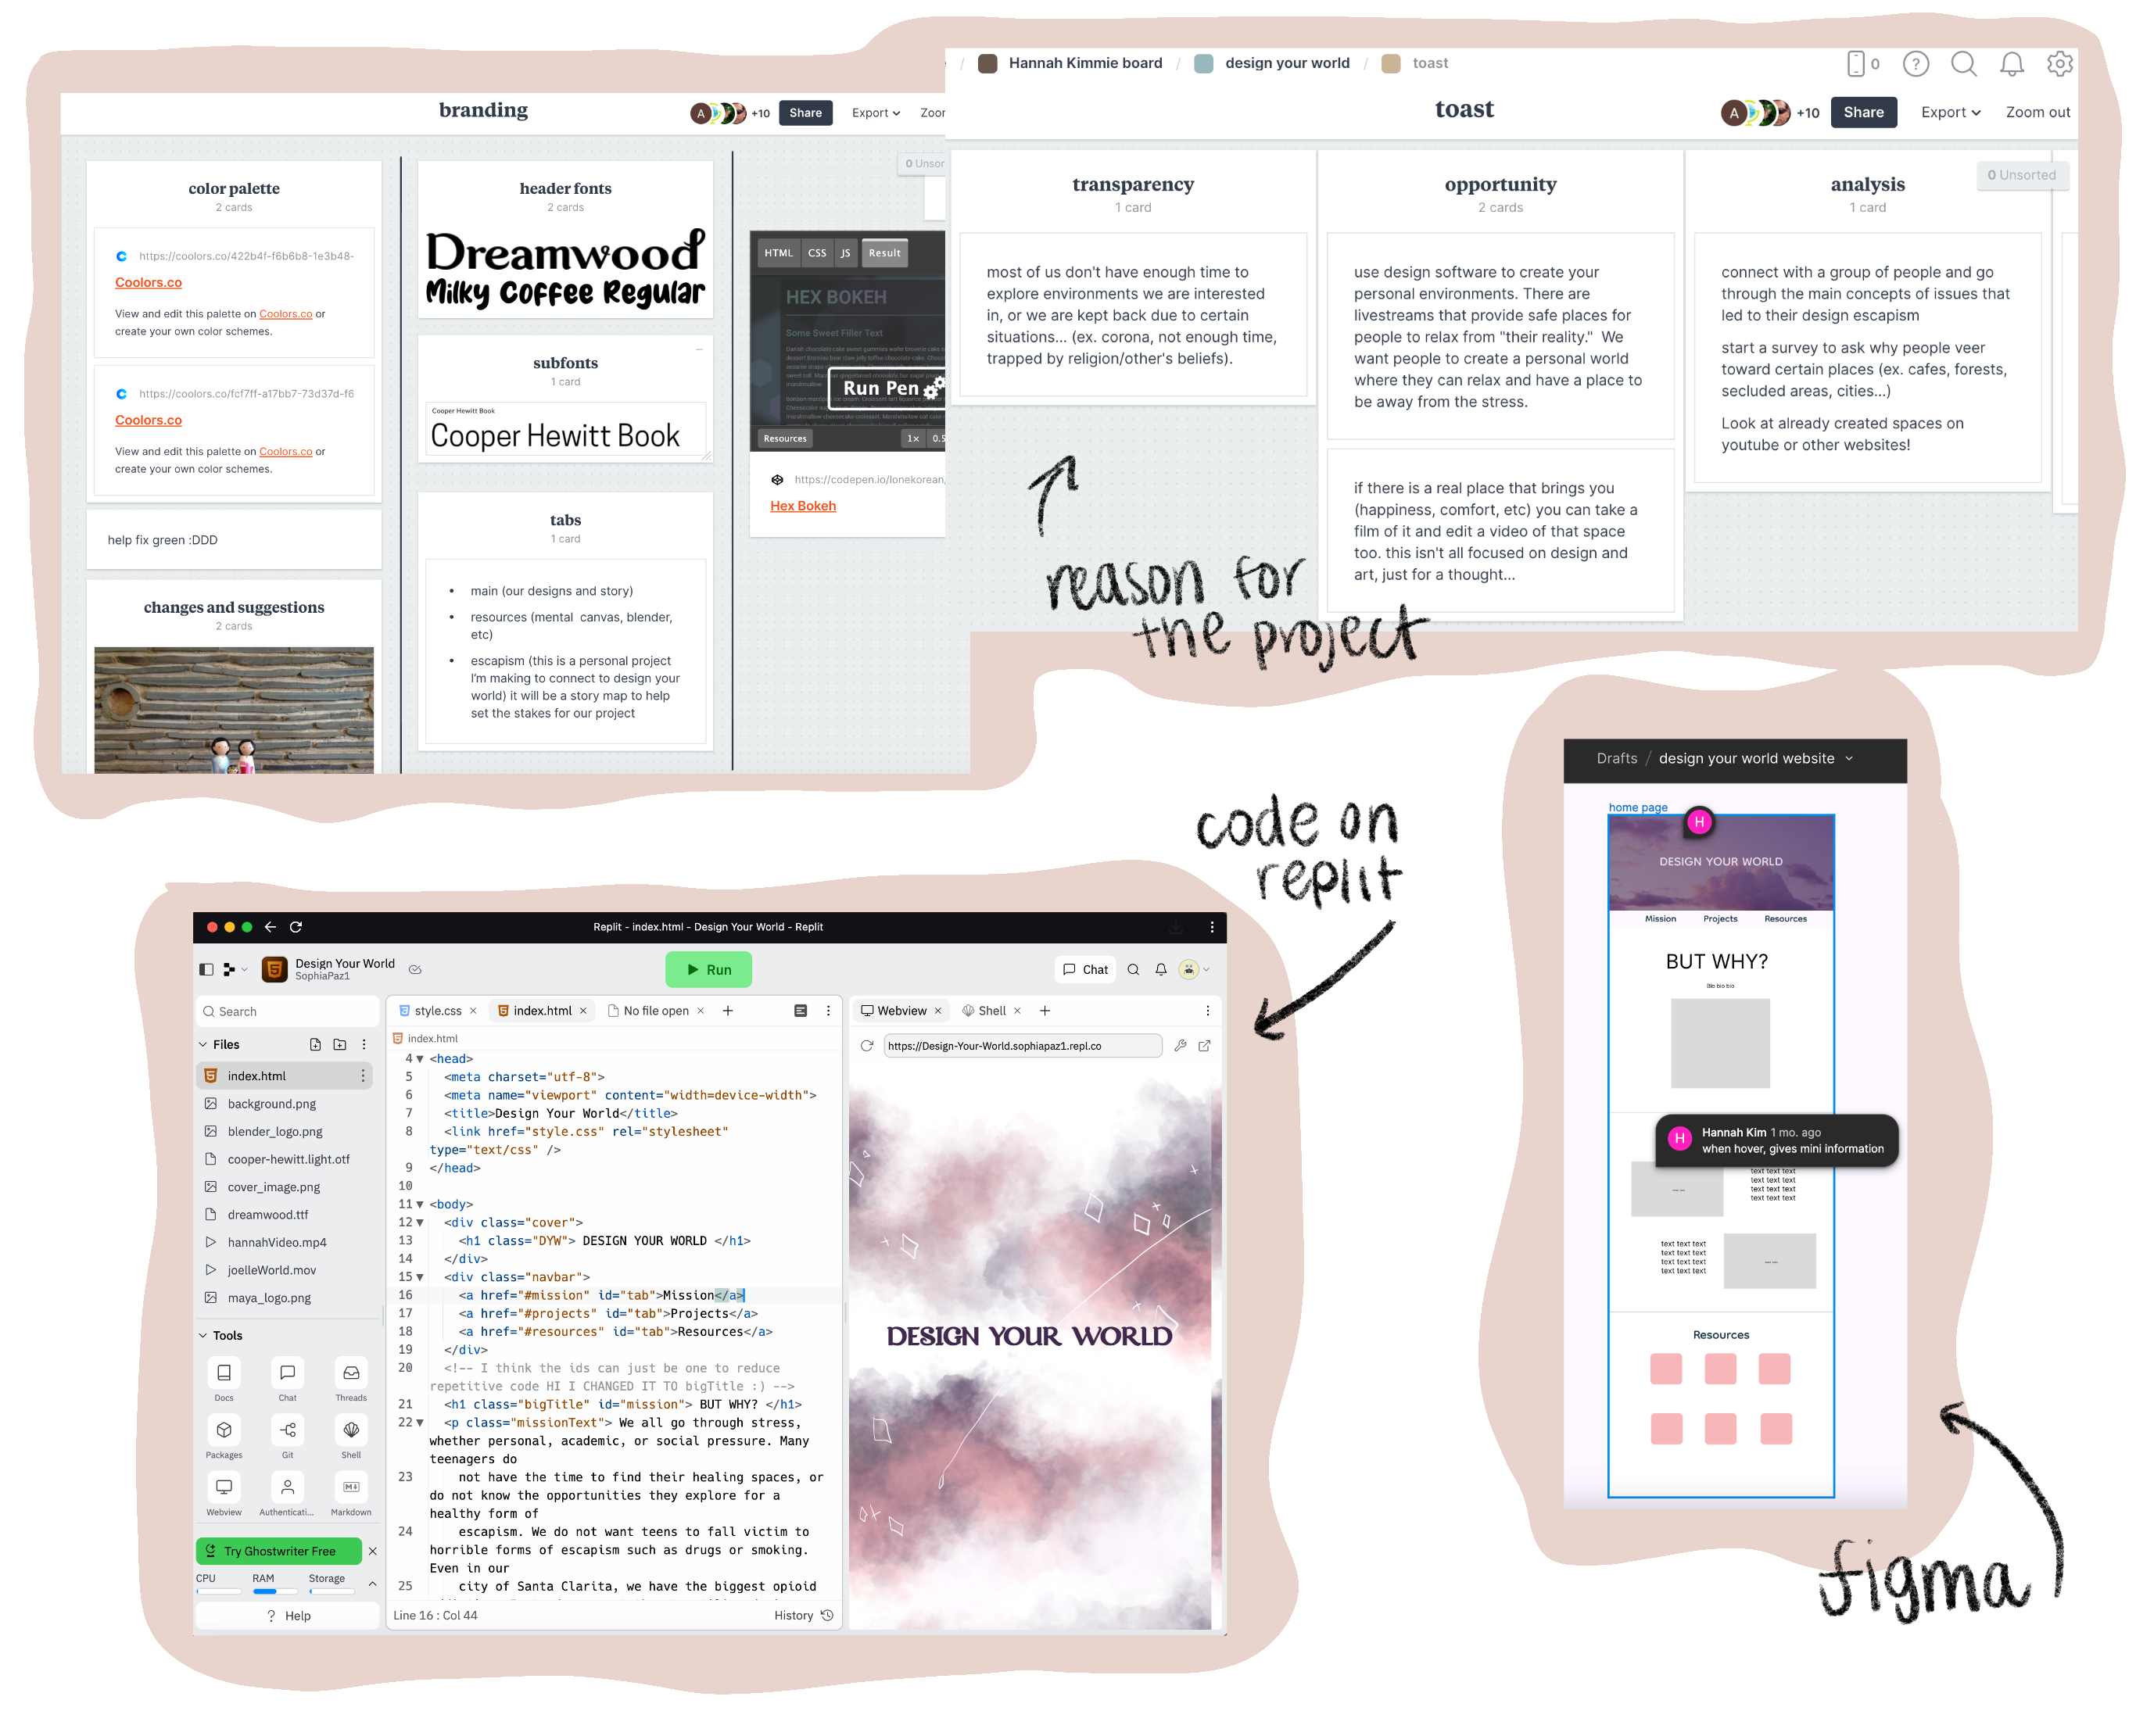 branding
A
+10
Share
Export
color palette
2 cards
https://coolors.co/422b4f-f6b6b8-1e3b48-
Coolors.co
View and edit this palette on Coolors.co or
create your own color schemes.
https://coolors.co/fcf7ff-a17bb7-73d37d-f6
Coolors.co
View and edit this palette on Coolors.co or
create your own color schemes.
help fix green :DDD
changes and suggestions
2 cards
header fonts
2 cards
Dreamwood
Milky Coffee Regular
subfonts
1 card
Cooper Hewitt Book
Cooper Hewitt Book
tabs
1 card
• main (our designs and story)
• resources (mental canvas, blender,
etc)
• escapism (this is a personal project
I'm making to connect to design your
world) it will be a story map to help
set the stakes for our project
0 Unsor
HTML CSS JS Result
HEX BOKEH
Some Sweet Filler Text
Run Pen
Resources 1× 0.5
https://codepen.io/lonekorean,
Hex Bokeh
/ Hannah Kimmie board / design your world / toast
0 ?
toast
A
+10
Share
Export
Zoom out
transparency
1 card
most of us don't have enough time to
explore environments we are interested
in, or we are kept back due to certain
situations... (ex. corona, not enough time,
trapped by religion/other's beliefs).
opportunity
2 cards
use design software to create your
personal environments. There are
livestreams that provide safe places for
people to relax from "their reality." We
want people to create a personal world
where they can relax and have a place to
be away from the stress.
if there is a real place that brings you
(happiness, comfort, etc) you can take a
film of it and edit a video of that space
too. this isn't all focused on design and
art, just for a thought...
analysis
1 card
0 Unsorted
connect with a group of people and go
through the main concepts of issues that
led to their design escapism
start a survey to ask why people veer
toward certain places (ex. cafes, forests,
secluded areas, cities...)
Look at already created spaces on
youtube or other websites!
reason for
the project
code on
replit
Replit - index.html - Design Your World - Replit
Design Your World
SophiaPaz1
Run
Chat
Search
Files
index.html
background.png
blender_logo.png
cooper-hewitt.light.otf
cover_image.png
dreamwood.ttf
hannahVideo.mp4
joelleWorld.mov
maya_logo.png
Tools
Docs Chat Threads
Packages Git Shell
Webview Authenticati... Markdown
Try Ghostwriter Free
CPU RAM Storage
? Help
style.css × index.html × No file open × +
index.html
4 <head>
5 <meta charset="utf-8">
6 <meta name="viewport" content="width=device-width">
7 <title>Design Your World</title>
8 <link href="style.css" rel="stylesheet"
type="text/css" />
9 </head>
10
11 <body>
12 <div class="cover">
13 <h1 class="DYW"> DESIGN YOUR WORLD </h1>
14 </div>
15 <div class="navbar">
16 <a href="#mission" id="tab">Mission</a>
17 <a href="#projects" id="tab">Projects</a>
18 <a href="#resources" id="tab">Resources</a>
19 </div>
20 <!-- I think the ids can just be one to reduce
repetitive code HI I CHANGED IT TO bigTitle :) -->
21 <h1 class="bigTitle" id="mission"> BUT WHY? </h1>
22 <p class="missionText"> We all go through stress,
whether personal, academic, or social pressure. Many
teenagers do
23 not have the time to find their healing spaces, or
do not know the opportunities they explore for a
healthy form of
24 escapism. We do not want teens to fall victim to
horrible forms of escapism such as drugs or smoking.
Even in our
25 city of Santa Clarita, we have the biggest opioid
Line 16 : Col 44
History
Webview × Shell × +
https://Design-Your-World.sophiapaz1.repl.co
DESIGN YOUR WORLD
Drafts / design your world website
home page
H
DESIGN YOUR WORLD
Mission Projects Resources
BUT WHY?
Bio bio bio
H
Hannah Kim 1 mo. ago
when hover, gives mini information
text text text
text text text
text text text
text text text
text text text
text text text
text text text
text text text
Resources
figma